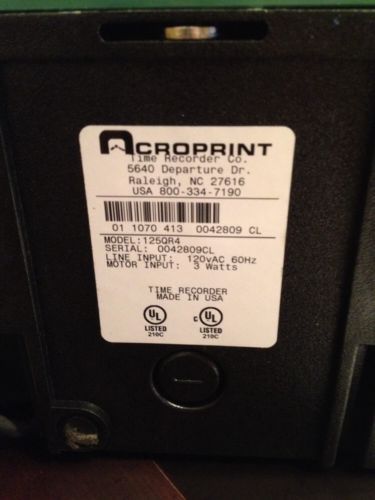 ACROPRINT
Time Recorder Co.
5640 Departure Dr.
Raleigh, NC 27616
USA 800-334-7190
01 1070 413 0042809 CL
MODEL:125QR4
SERIAL: 0042809CL
LINE INPUT: 120vAC 60Hz
MOTOR INPUT: 3 Watts
TIME RECORDER
MADE IN USA
UL
LISTED
210C
c UL
LISTED
210C